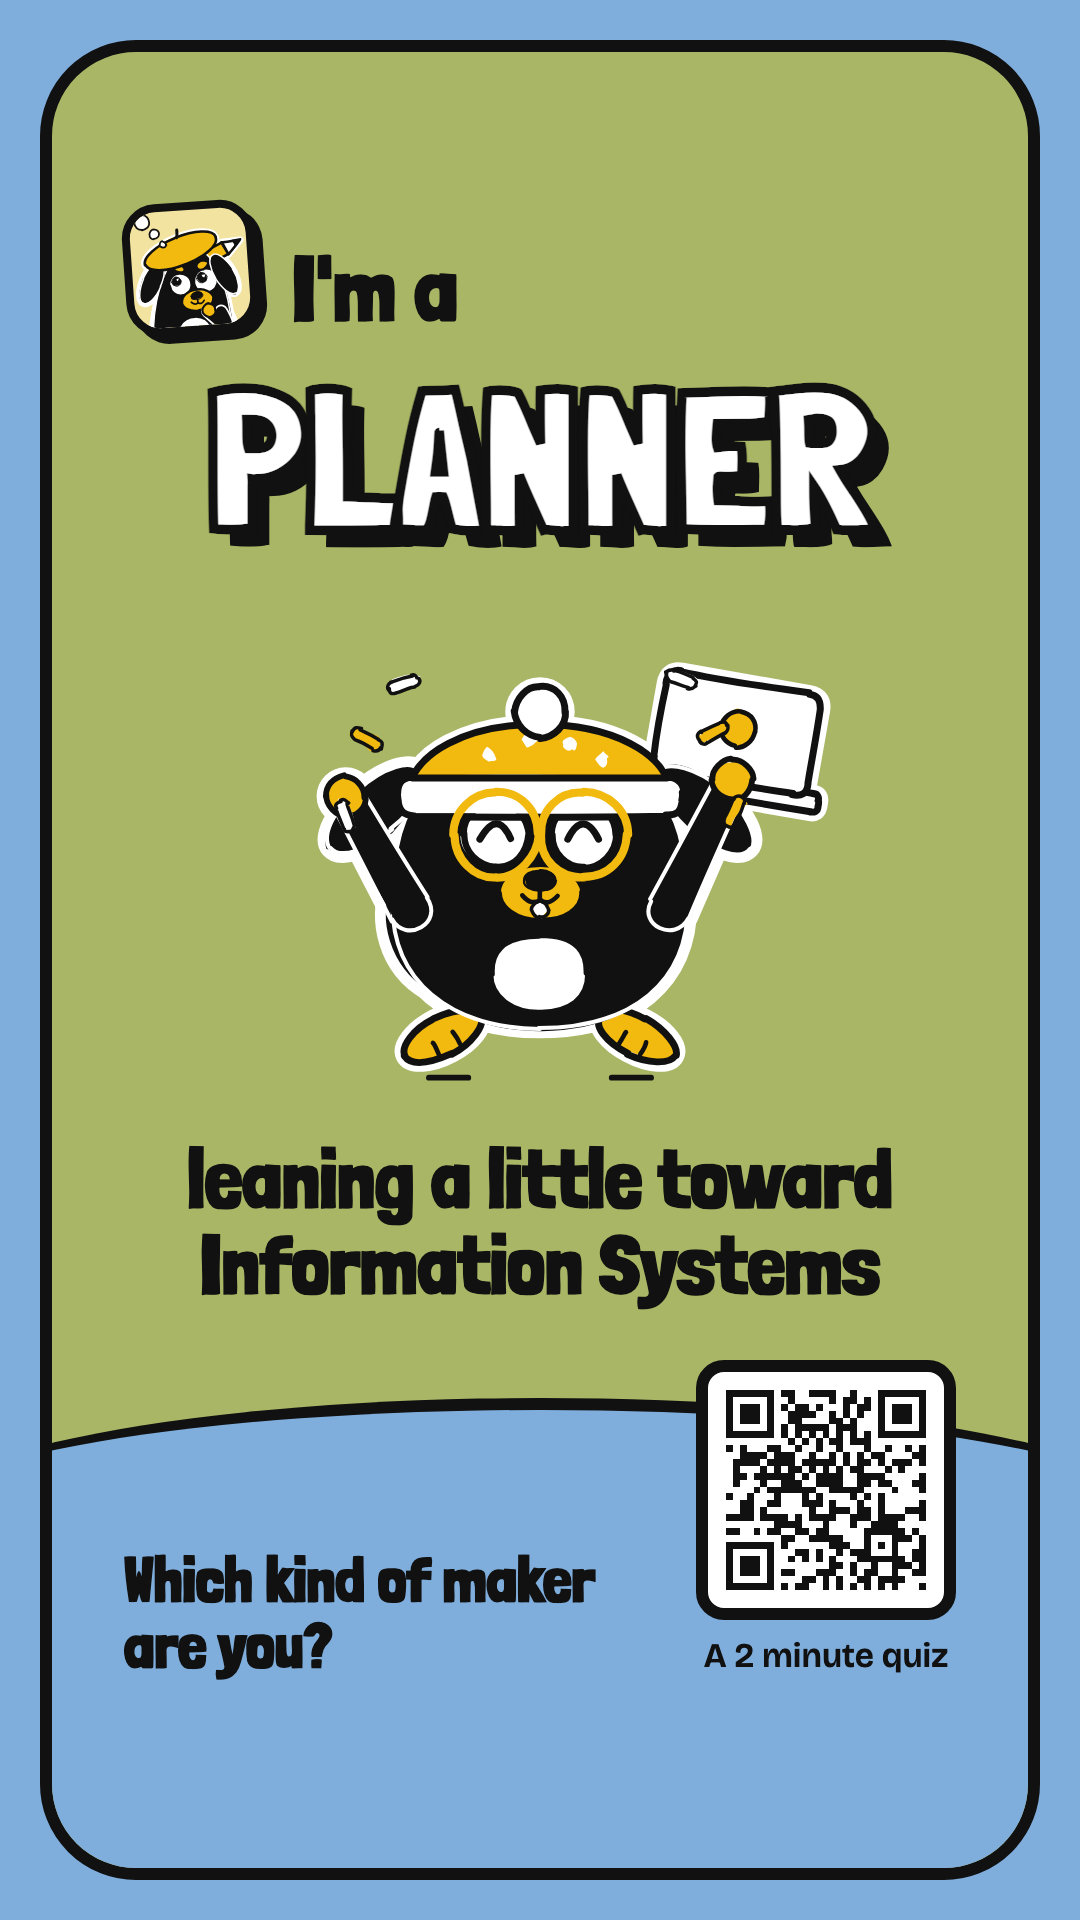 I'm a
PLANNER
leaning a little toward
Information Systems
Which kind of maker
are you?
A 2 minute quiz